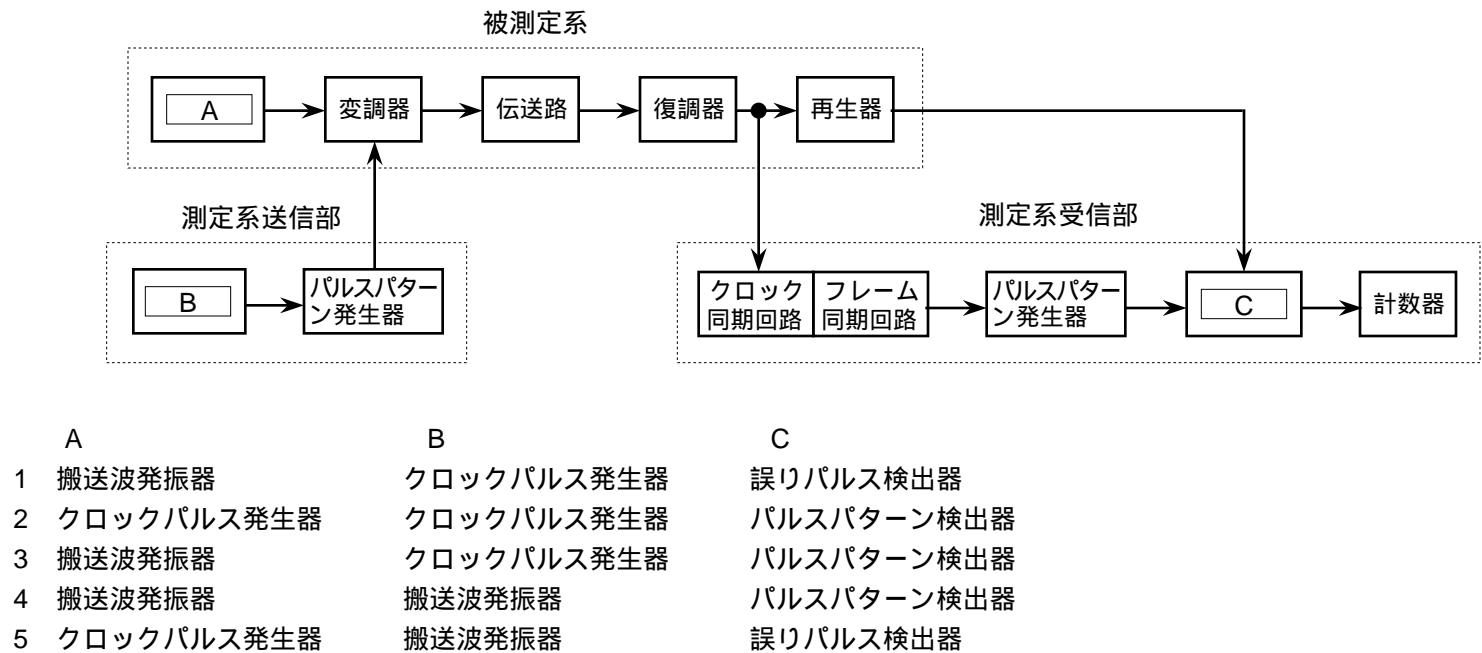 被測定系
A
変調器
伝送路
復調器
再生器
測定系送信部
B
パルスパター
ン発生器
測定系受信部
クロック
同期回路
フレーム
同期回路
パルスパター
ン発生器
C
計数器
A B C
1 搬送波発振器 クロックパルス発生器 誤りパルス検出器
2 クロックパルス発生器 クロックパルス発生器 パルスパターン検出器
3 搬送波発振器 クロックパルス発生器 パルスパターン検出器
4 搬送波発振器 搬送波発振器 パルスパターン検出器
5 クロックパルス発生器 搬送波発振器 誤りパルス検出器